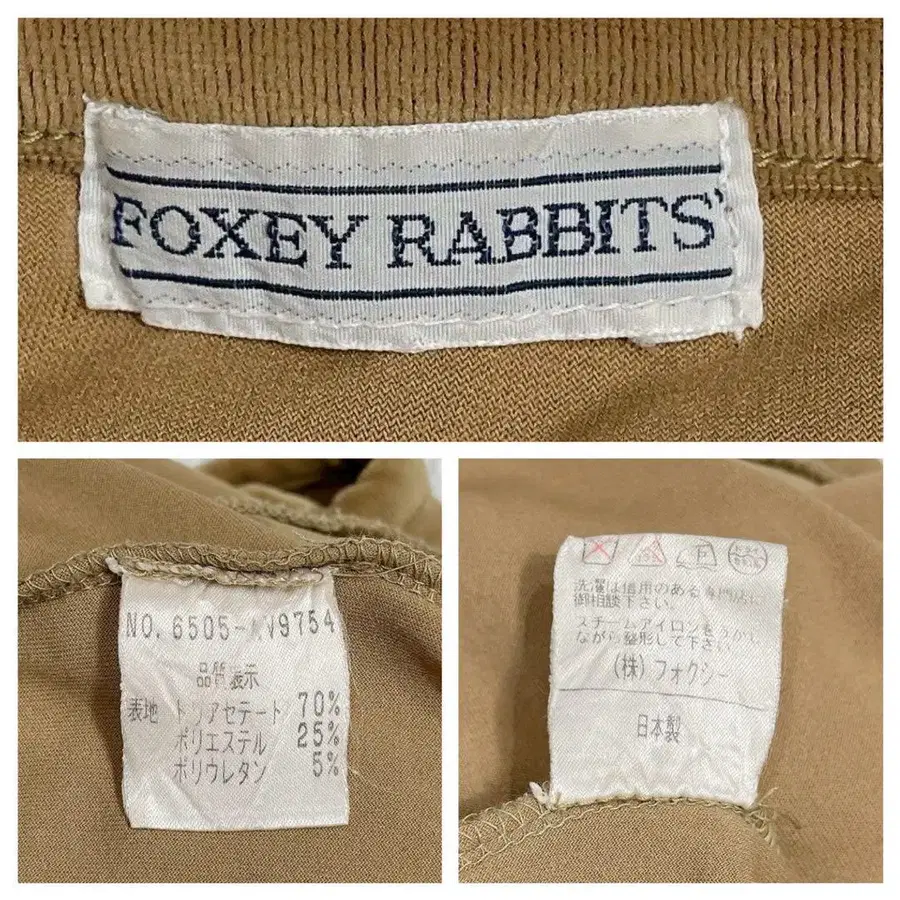 FOXEY RABBITS'
NO. 6505- W9754
品質表示
表地 トリアセテート 70%
ポリエステル 25%
ポリウレタン 5%
洗濯は信用のある専門店に
御相談下さい。
スチームアイロンをうかし
ながら整形して下さい
(株)フォクシー
日本製